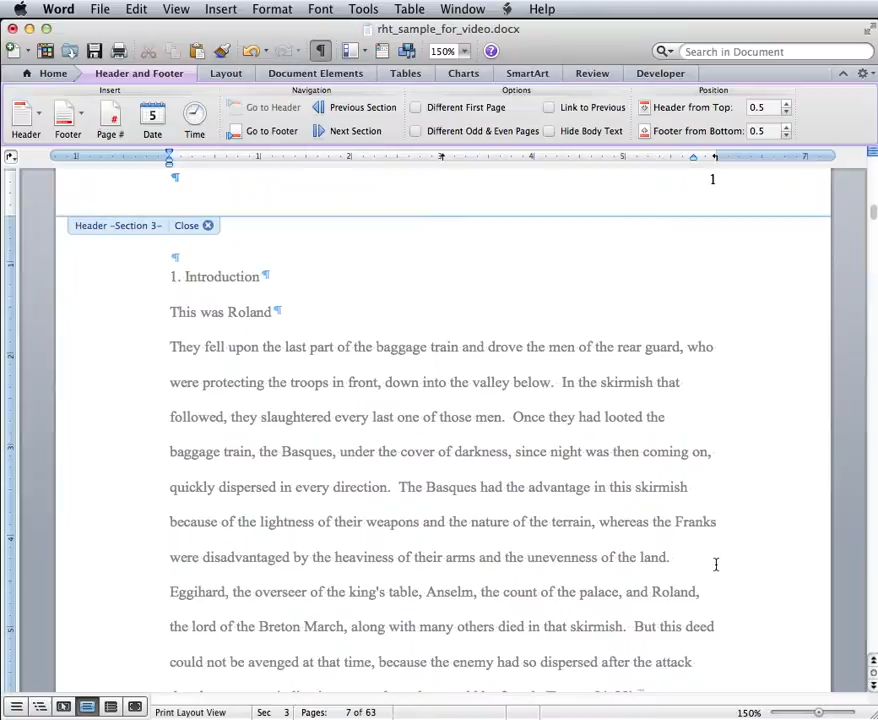 Word File Edit View Insert Format Font Tools Table Window Help
rht_sample_for_video.docx
150% Search in Document
Home Header and Footer Layout Document Elements Tables Charts SmartArt Review Developer
Insert Navigation Options Position
Go to Header Previous Section Different First Page Link to Previous Header from Top: 0.5
Header Footer Page # Date Time Go to Footer Next Section Different Odd & Even Pages Hide Body Text Footer from Bottom: 0.5
5
1 1 2 3 4 5 7
¶ 1
Header -Section 3- Close
¶
1. Introduction ¶
This was Roland ¶
They fell upon the last part of the baggage train and drove the men of the rear guard, who
were protecting the troops in front, down into the valley below. In the skirmish that
followed, they slaughtered every last one of those men. Once they had looted the
baggage train, the Basques, under the cover of darkness, since night was then coming on,
quickly dispersed in every direction. The Basques had the advantage in this skirmish
because of the lightness of their weapons and the nature of the terrain, whereas the Franks
were disadvantaged by the heaviness of their arms and the unevenness of the land.
Eggihard, the overseer of the king's table, Anselm, the count of the palace, and Roland,
the lord of the Breton March, along with many others died in that skirmish. But this deed
could not be avenged at that time, because the enemy had so dispersed after the attack
Print Layout View Sec 3 Pages: 7 of 63 150%